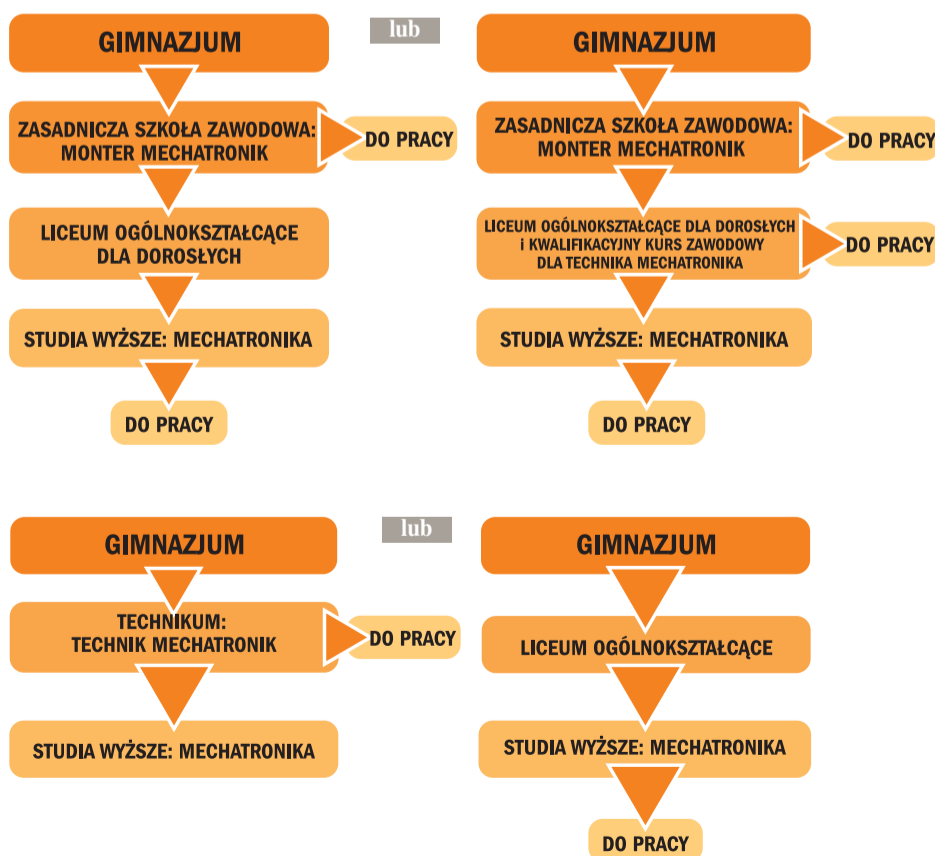 GIMNAZJUM
ZASADNICZA SZKOŁA ZAWODOWA:
MONTER MECHATRONIK
DO PRACY
LICEUM OGÓLNOKSZTAŁCĄCE
DLA DOROSŁYCH
STUDIA WYŻSZE: MECHATRONIKA
DO PRACY
lub
GIMNAZJUM
ZASADNICZA SZKOŁA ZAWODOWA:
MONTER MECHATRONIK
DO PRACY
LICEUM OGÓLNOKSZTAŁCĄCE DLA DOROSŁYCH
i KWALIFIKACYJNY KURS ZAWODOWY
DLA TECHNIKA MECHATRONIKA
DO PRACY
STUDIA WYŻSZE: MECHATRONIKA
DO PRACY
GIMNAZJUM
TECHNIKUM:
TECHNIK MECHATRONIK
DO PRACY
STUDIA WYŻSZE: MECHATRONIKA
lub
GIMNAZJUM
LICEUM OGÓLNOKSZTAŁCĄCE
STUDIA WYŻSZE: MECHATRONIKA
DO PRACY